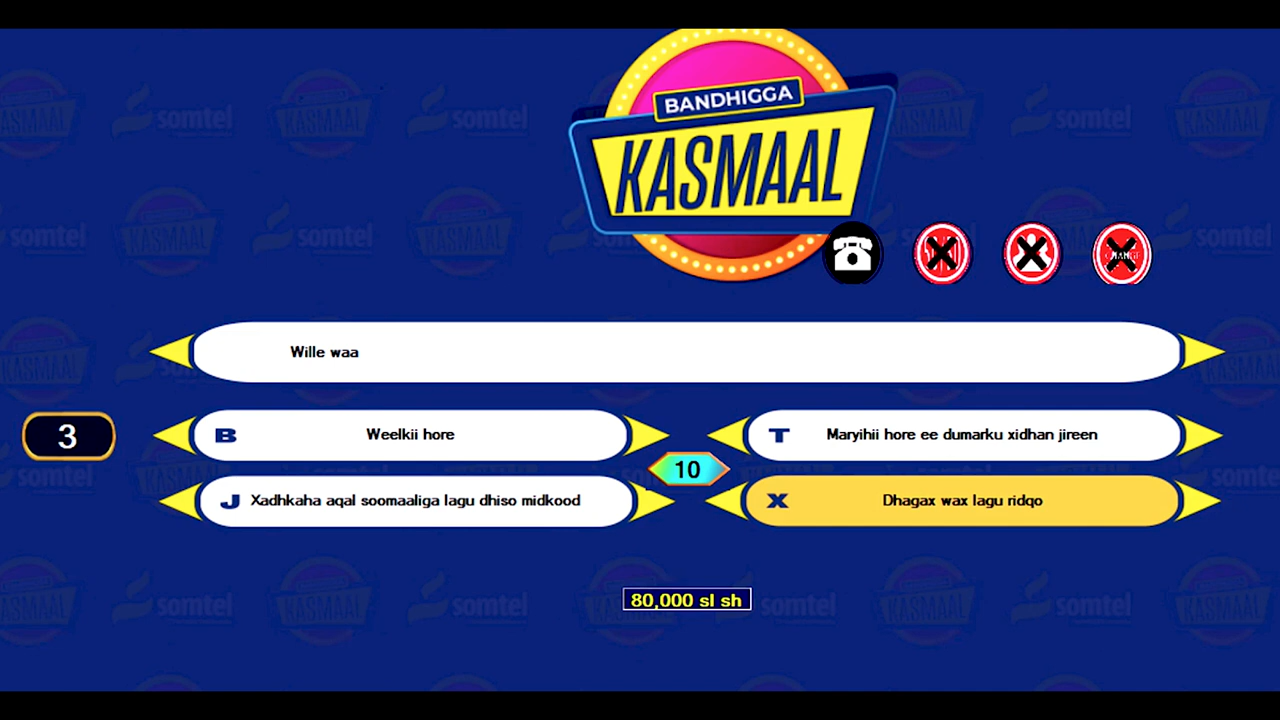 BANDHIGGA
KASMAAL
Wille waa
3
B Weelkii hore
T Maryihii hore ee dumarku xidhan jireen
10
J Xadhkaha aqal soomaaliga lagu dhiso midkood
X Dhagax wax lagu ridqo
80,000 sl sh
somtel